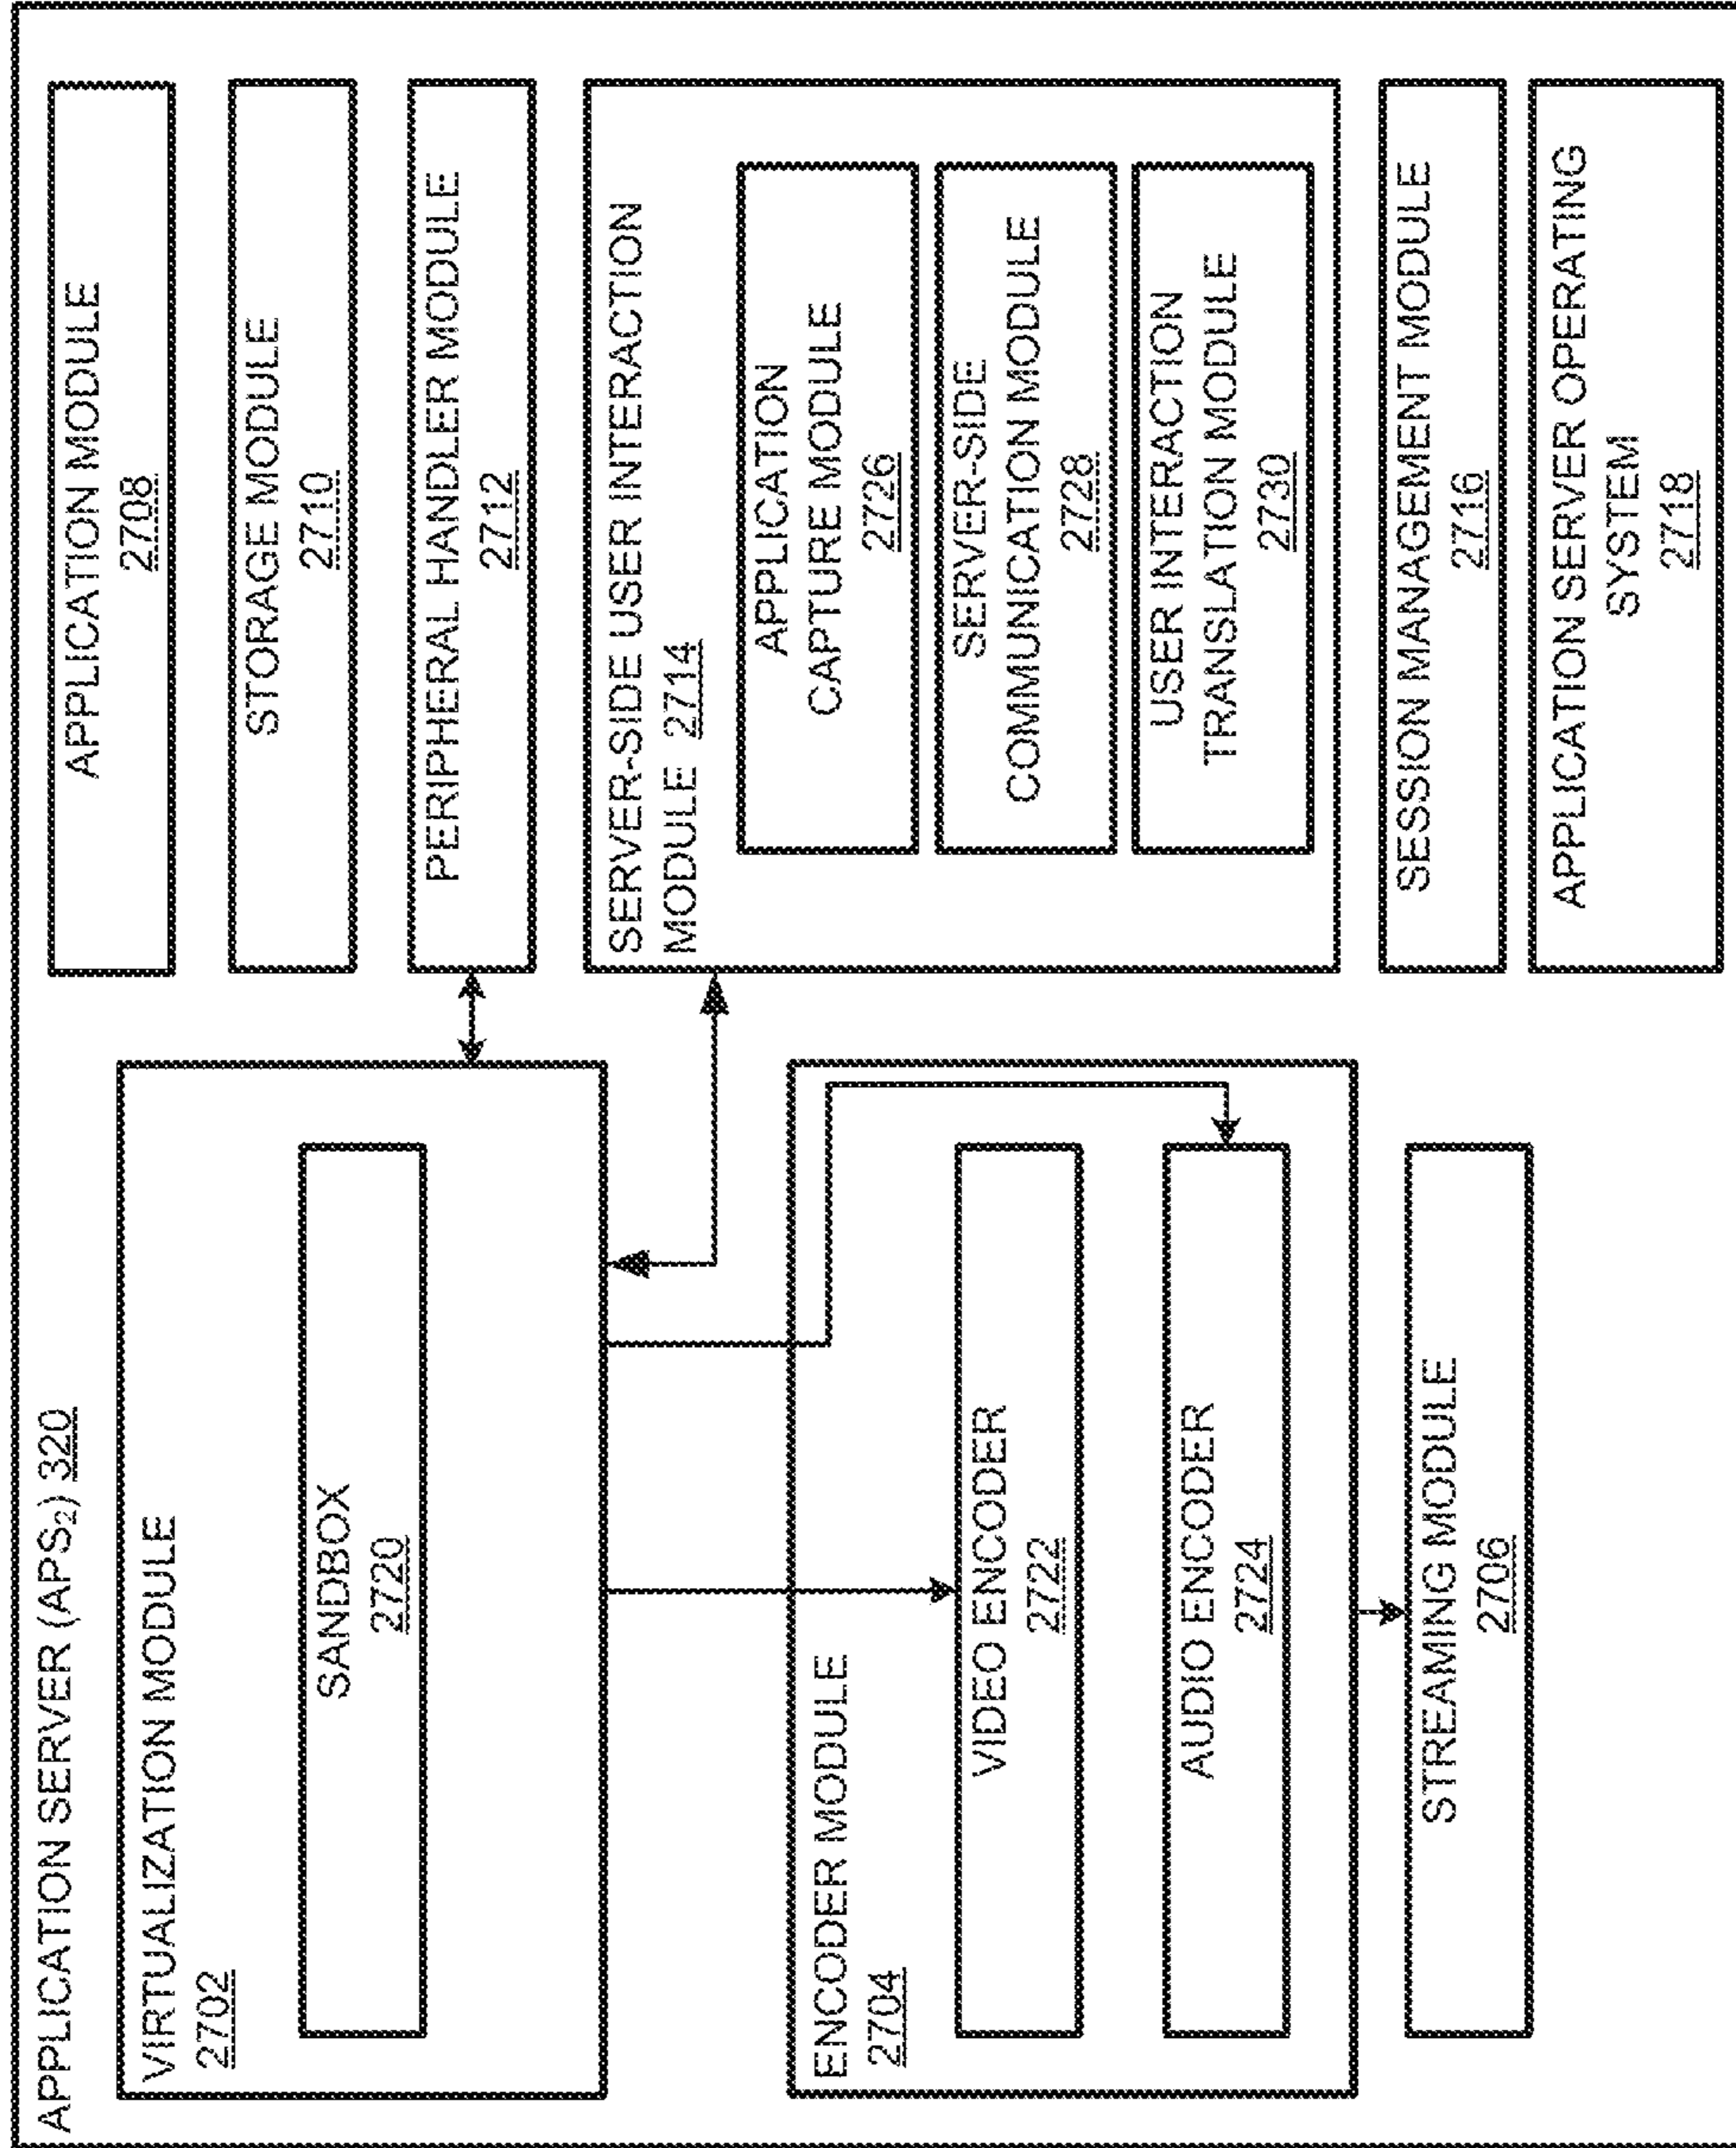 APPLICATION SERVER (APS₂) 320
VIRTUALIZATION MODULE
2702
SANDBOX
2720
ENCODER MODULE
2704
VIDEO ENCODER
2722
AUDIO ENCODER
2724
STREAMING MODULE
2706
APPLICATION MODULE
2708
STORAGE MODULE
2710
PERIPHERAL HANDLER MODULE
2712
SERVER-SIDE USER INTERACTION
MODULE 2714
APPLICATION
CAPTURE MODULE
2726
SERVER-SIDE
COMMUNICATION MODULE
2728
USER INTERACTION
TRANSLATION MODULE
2730
SESSION MANAGEMENT MODULE
2716
APPLICATION SERVER OPERATING
SYSTEM
2718